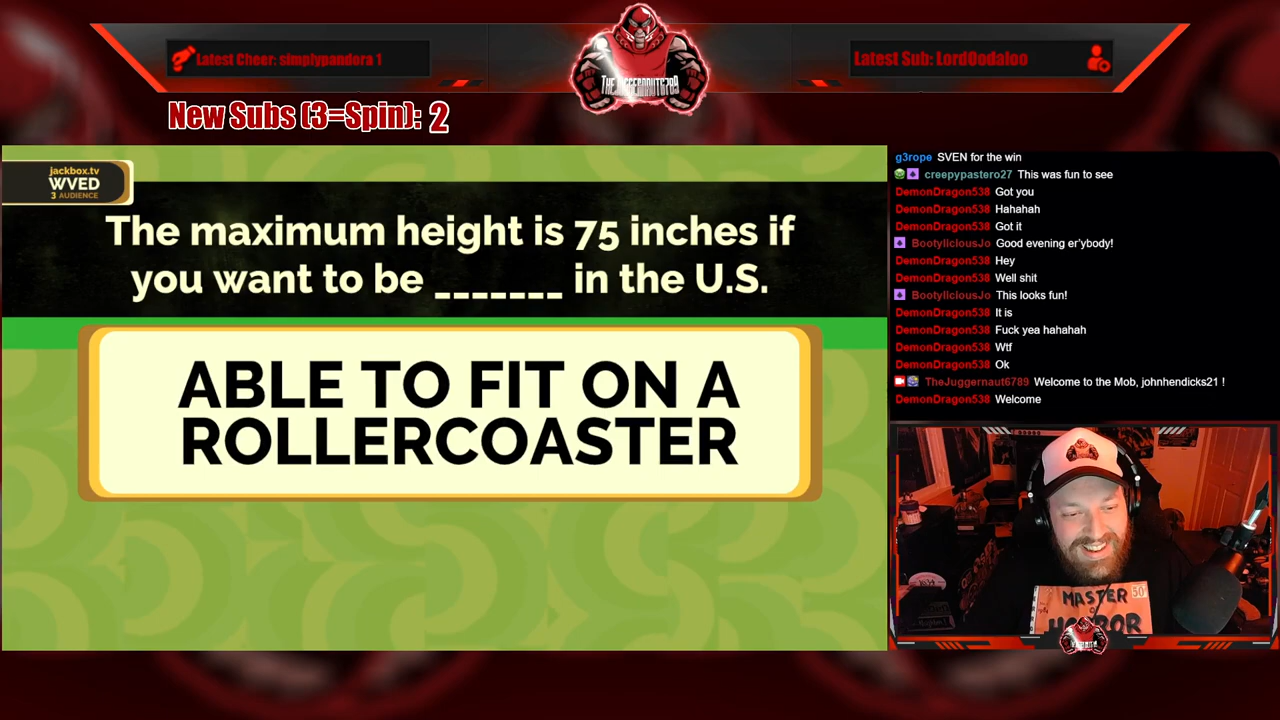 Latest Cheer: simplypandora 1
THEJUGGERNAUT6789
Latest Sub: LordOodaloo
New Subs (3=Spin): 2
jackbox.tv
WVED
3 AUDIENCE
The maximum height is 75 inches if
you want to be _______ in the U.S.
ABLE TO FIT ON A
ROLLERCOASTER
g3rope SVEN for the win
creepypastero27 This was fun to see
DemonDragon538 Got you
DemonDragon538 Hahahah
DemonDragon538 Got it
BootyliciousJo Good evening er'ybody!
DemonDragon538 Hey
DemonDragon538 Well shit
BootyliciousJo This looks fun!
DemonDragon538 It is
DemonDragon538 Fuck yea hahahah
DemonDragon538 Wtf
DemonDragon538 Ok
TheJuggernaut6789 Welcome to the Mob, johnhendicks21 !
DemonDragon538 Welcome
MASTER
HORROR